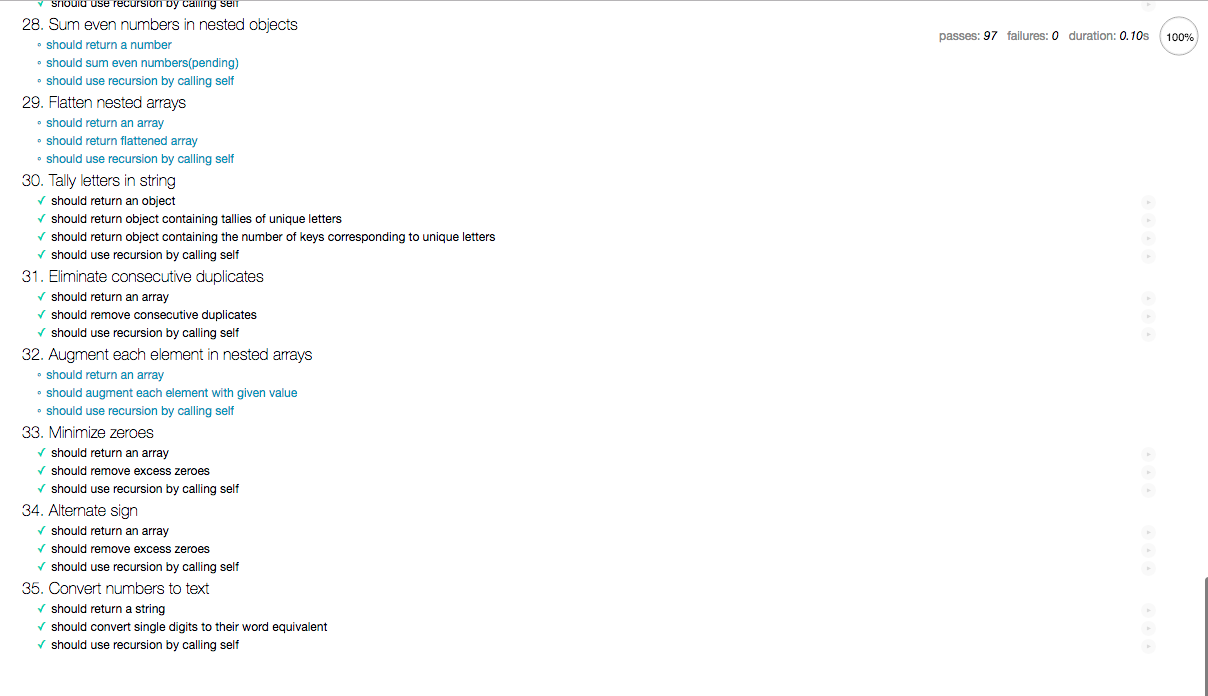 ✓ should use recursion by calling self
28. Sum even numbers in nested objects
passes: 97 failures: 0 duration: 0.10s 100%
should return a number
should sum even numbers(pending)
should use recursion by calling self
29. Flatten nested arrays
should return an array
should return flattened array
should use recursion by calling self
30. Tally letters in string
✓ should return an object
✓ should return object containing tallies of unique letters
✓ should return object containing the number of keys corresponding to unique letters
✓ should use recursion by calling self
31. Eliminate consecutive duplicates
✓ should return an array
✓ should remove consecutive duplicates
✓ should use recursion by calling self
32. Augment each element in nested arrays
should return an array
should augment each element with given value
should use recursion by calling self
33. Minimize zeroes
✓ should return an array
✓ should remove excess zeroes
✓ should use recursion by calling self
34. Alternate sign
✓ should return an array
✓ should remove excess zeroes
✓ should use recursion by calling self
35. Convert numbers to text
✓ should return a string
✓ should convert single digits to their word equivalent
✓ should use recursion by calling self